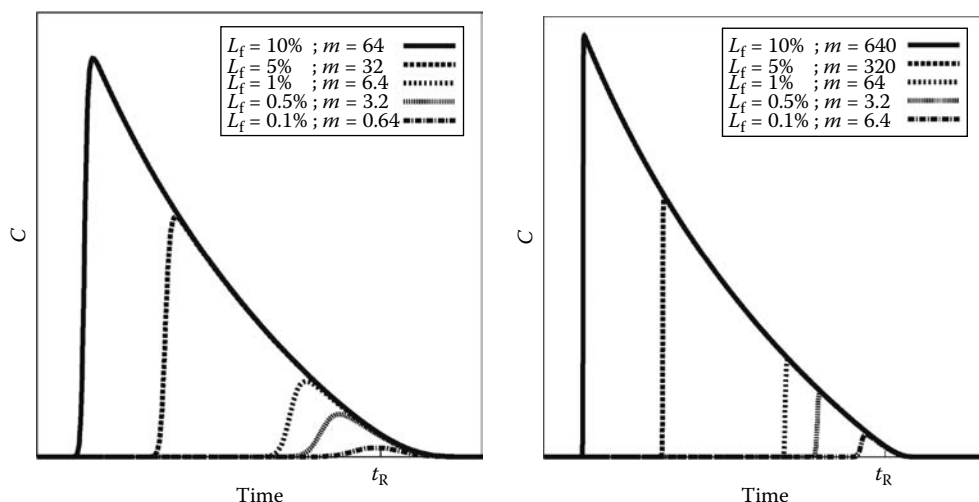 L_f = 10% ; m = 64
L_f = 5% ; m = 32
L_f = 1% ; m = 6.4
L_f = 0.5% ; m = 3.2
L_f = 0.1% ; m = 0.64
C
t_R
Time
L_f = 10% ; m = 640
L_f = 5% ; m = 320
L_f = 1% ; m = 64
L_f = 0.5% ; m = 3.2
L_f = 0.1% ; m = 6.4
C
t_R
Time